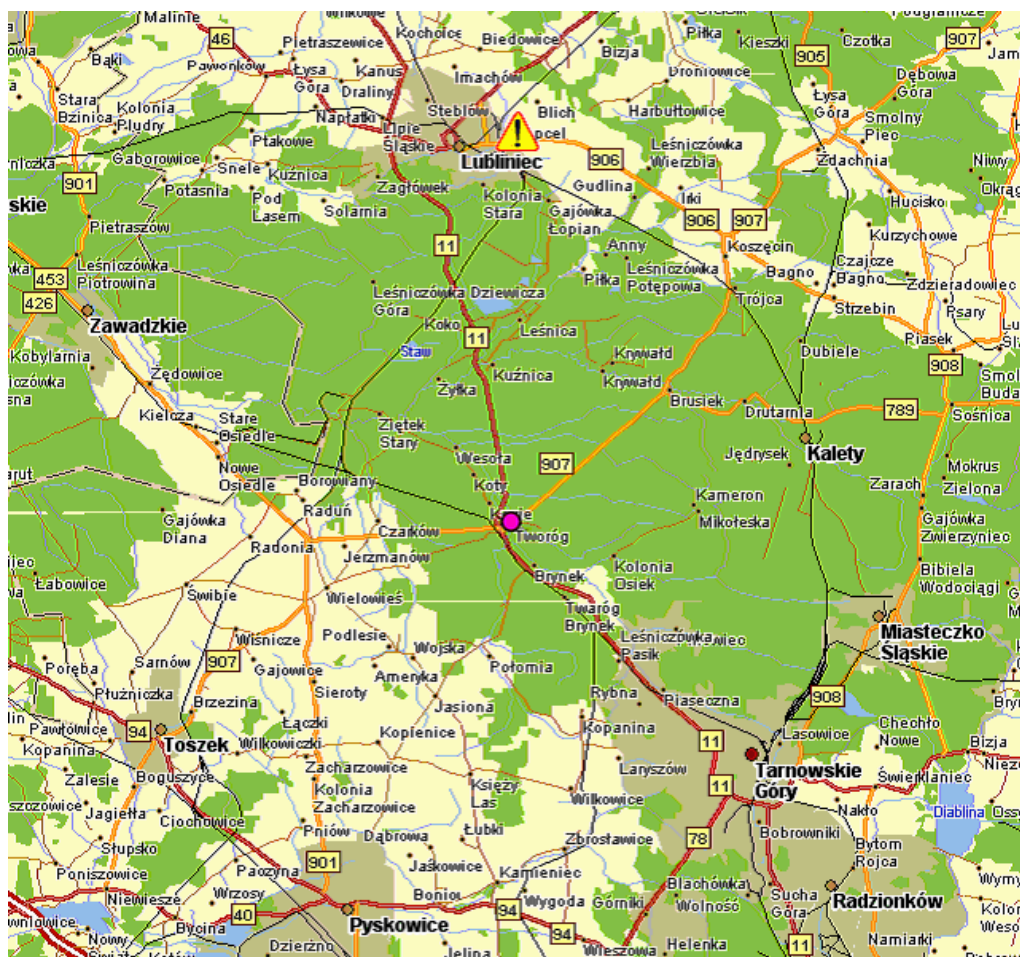 Malinie
Wilkowe
Kochcice
46
Pietraszewice
Biedowice
Bizja
Piłka
Kieszki
Czotka
907
905
Bąki
Pawonków
Łysa
Góra
Kanus
Draliny
Imachów
Droniowice
Dębowa
Góra
Stara
Bzinica
Kolonia
Pludry
Napłatki
Lipie
Śląskie
Steblów
Blich
Harbułtowice
Łysa
Góra
Smolny
Piec
Ptakowe
Lubliniec
906
Leśniczówka
Wierzbia
Zdachnia
Niwy
Gaborowice
Snele
Kuźnica
901
Potasnia
Pod
Lasem
Solarnia
Zagłówek
Kolonia
Stara
Gudlina
Irki
Hucisko
Gajówka
Łopian
906
907
Pietraszów
11
Anny
Koszęcin
Kurzychowe
453
426
Leśniczówka
Piotrowina
Leśniczówka
Góra
Dziewicza
Piłka
Leśniczówka
Potępowa
Bagno
Czajcze
Bagno
Zdzieradowiec
Trójca
Strzebin
Psary
Zawadzkie
Koko
Leśnica
11
Staw
Dubiele
Piasek
Kobylarnia
Krywałd
Krywałd
908
Żędowice
Żyłka
Kuźnica
Brusiek
Drutarnia
789
Sośnica
Kielcza
Stare
Osiedle
Ziętek
Stary
Kalety
Wesoła
907
Jędrysek
Mokrus
Nowe
Osiedle
Borowiany
Koty
Zielona
Zarach
Kameron
Mikołeska
Gajówka
Diana
Raduń
Tworóg
Gajówka
Zwierzyniec
Radonia
Czarków
Jerzmanów
Brynek
Kolonia
Osiek
Bibiela
Wodociągi
Łabowice
Świbie
Wielowieś
Twaróg
Brynek
Miasteczko
Śląskie
Wisnicze
Podlesie
Wojska
Leśniczówka
Pasik
Sarnów
907
Gajowice
Ameryka
Połomia
Poręba
Płużniczka
Sieroty
Rybna
Piaseczna
908
Brzezina
Jasiona
Pawłowice
94
Toszek
Łączki
Kopanina
Chechło
Nowe
Bizja
Kopanina
Wilkowiczki
Kopienice
11
Lasowice
Zacharzowice
Laryszów
Tarnowskie
Góry
Zalesie
Boguszyce
Kolonia
Zacharzowice
Księży
Las
Wilkowice
11
Świerklaniec
Nakło
Diablina
Jagiełła
Ciochowice
Pniów
Dąbrowa
Łubki
Zbrosławice
78
Bobrowniki
Słupsko
901
Bytom
Rojca
Poniszowice
Paczyna
Jaśkowice
Kamieniec
Niewiesze
Wrzosy
Wygoda
Blachówka
Wolność
Sucha
Góra
Radzionków
40
94
Górniki
Bycina
Pyskowice
94
11
Dzierżno
Wieszowa
Helenka
Namiarki